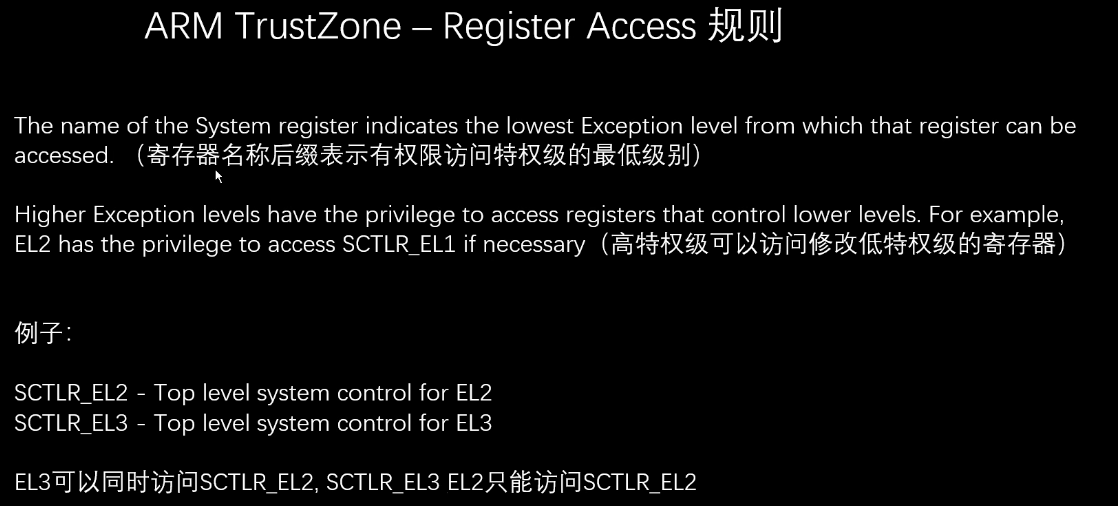 ARM TrustZone – Register Access 规则
The name of the System register indicates the lowest Exception level from which that register can be
accessed. （寄存器名称后缀表示有权限访问特权级的最低级别）
Higher Exception levels have the privilege to access registers that control lower levels. For example,
EL2 has the privilege to access SCTLR_EL1 if necessary（高特权级可以访问修改低特权级的寄存器）
例子：
SCTLR_EL2 - Top level system control for EL2
SCTLR_EL3 - Top level system control for EL3
EL3可以同时访问SCTLR_EL2, SCTLR_EL3 EL2只能访问SCTLR_EL2